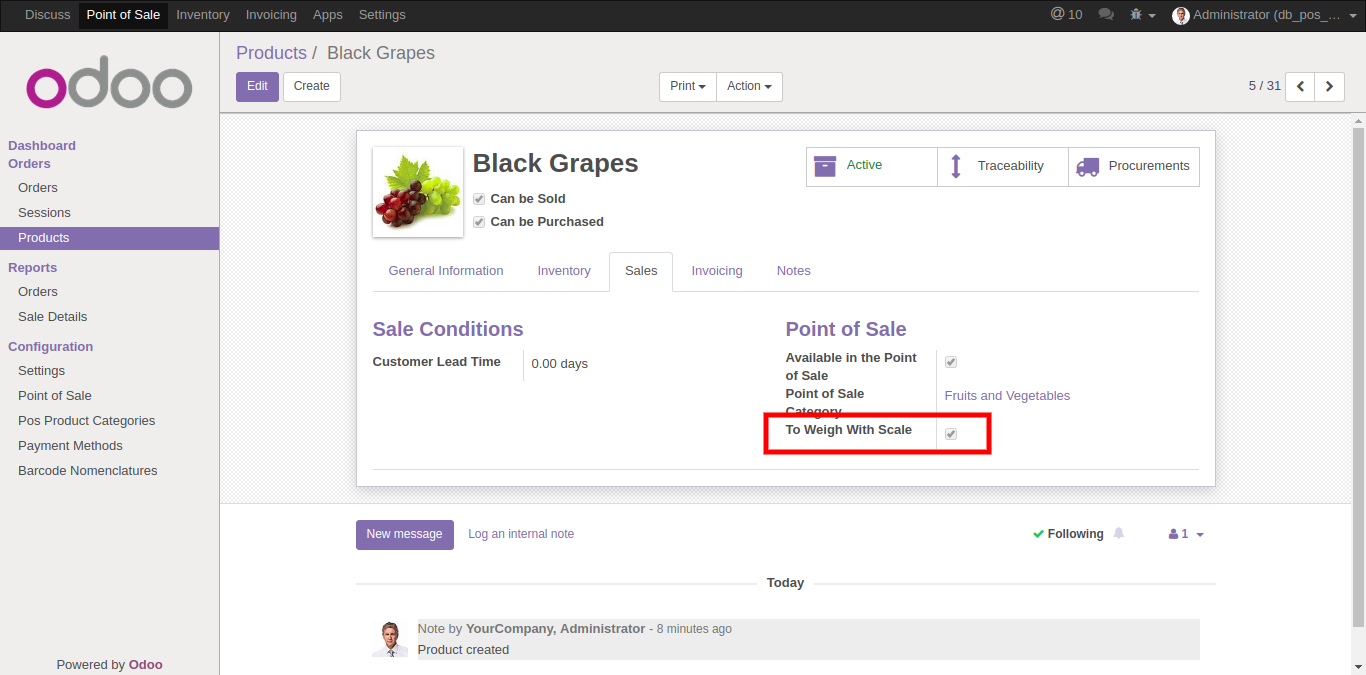 Discuss Point of Sale Inventory Invoicing Apps Settings @ 10 Administrator (db_pos_...
odoo
Products / Black Grapes
Edit Create Print Action 5 / 31
Dashboard
Orders
Orders
Sessions
Products
Reports
Orders
Sale Details
Configuration
Settings
Point of Sale
Pos Product Categories
Payment Methods
Barcode Nomenclatures
Powered by Odoo
Black Grapes
Can be Sold
Can be Purchased
Active Traceability Procurements
General Information Inventory Sales Invoicing Notes
Sale Conditions
Customer Lead Time 0.00 days
Point of Sale
Available in the Point
of Sale
Point of Sale
Category Fruits and Vegetables
To Weigh With Scale
New message Log an internal note Following 1
Today
Note by YourCompany, Administrator - 8 minutes ago
Product created